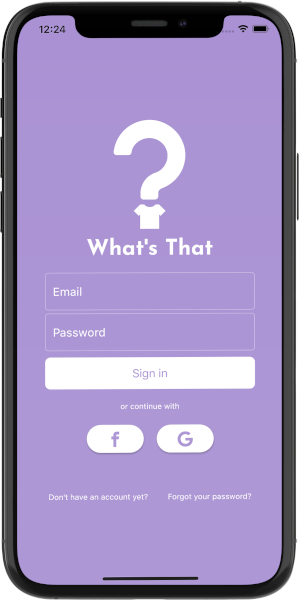 12:24
What's That
Email
Password
Sign in
or continue with
f G
Don't have an account yet? Forgot your password?